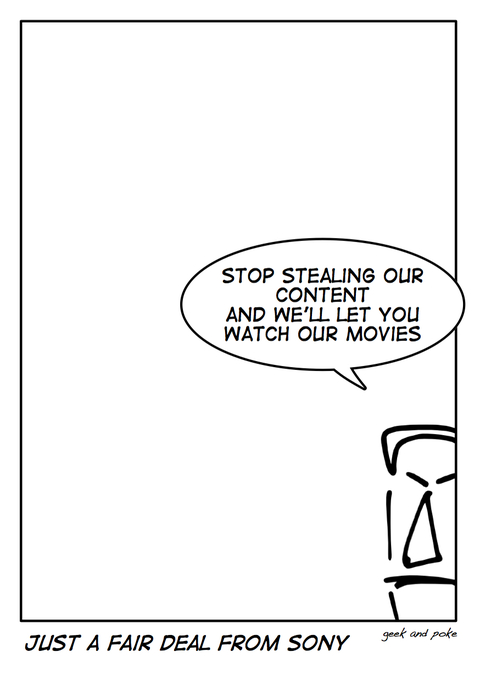 STOP STEALING OUR
CONTENT
AND WE'LL LET YOU
WATCH OUR MOVIES
JUST A FAIR DEAL FROM SONY
geek and poke